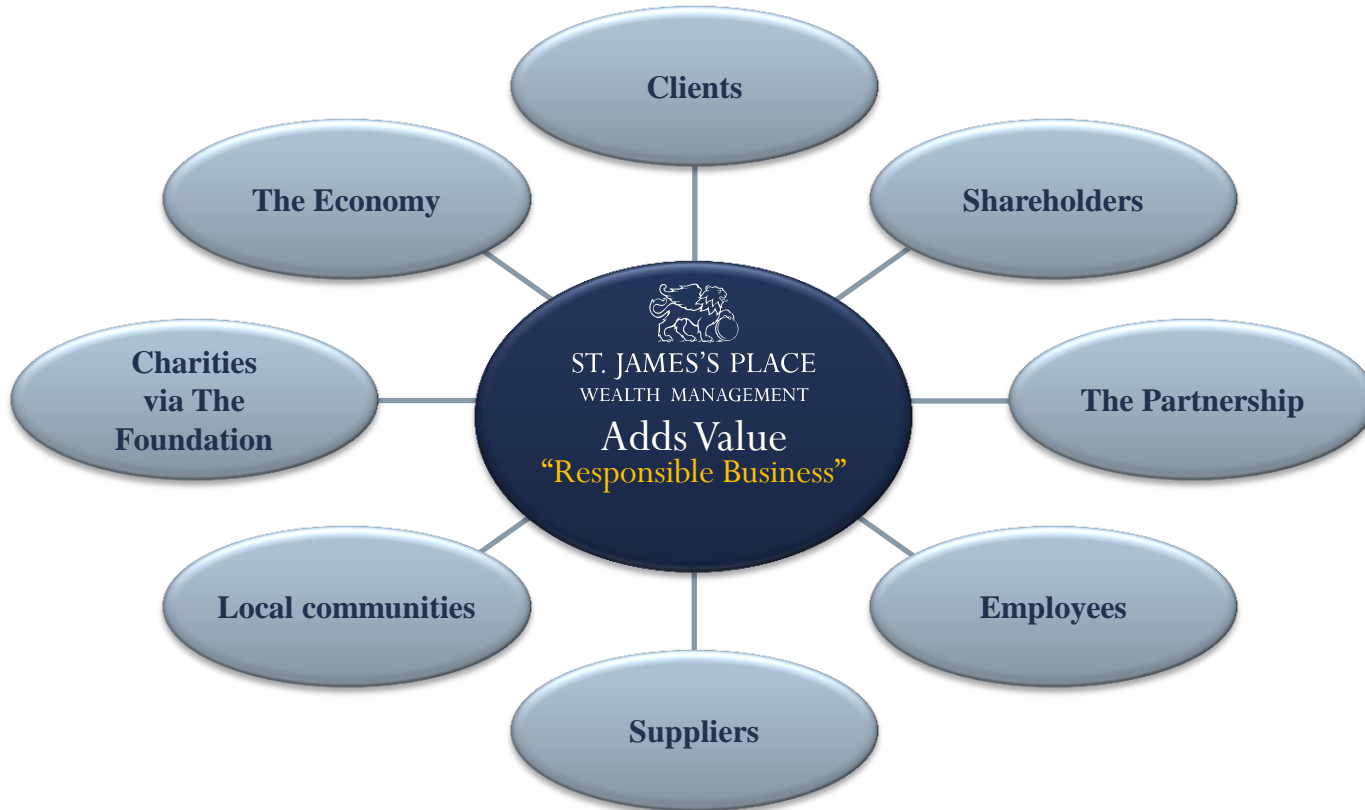 Clients
The Economy
Shareholders
ST. JAMES’S PLACE
WEALTH MANAGEMENT
Adds Value
“Responsible Business”
Charities
via The
Foundation
The Partnership
Local communities
Employees
Suppliers